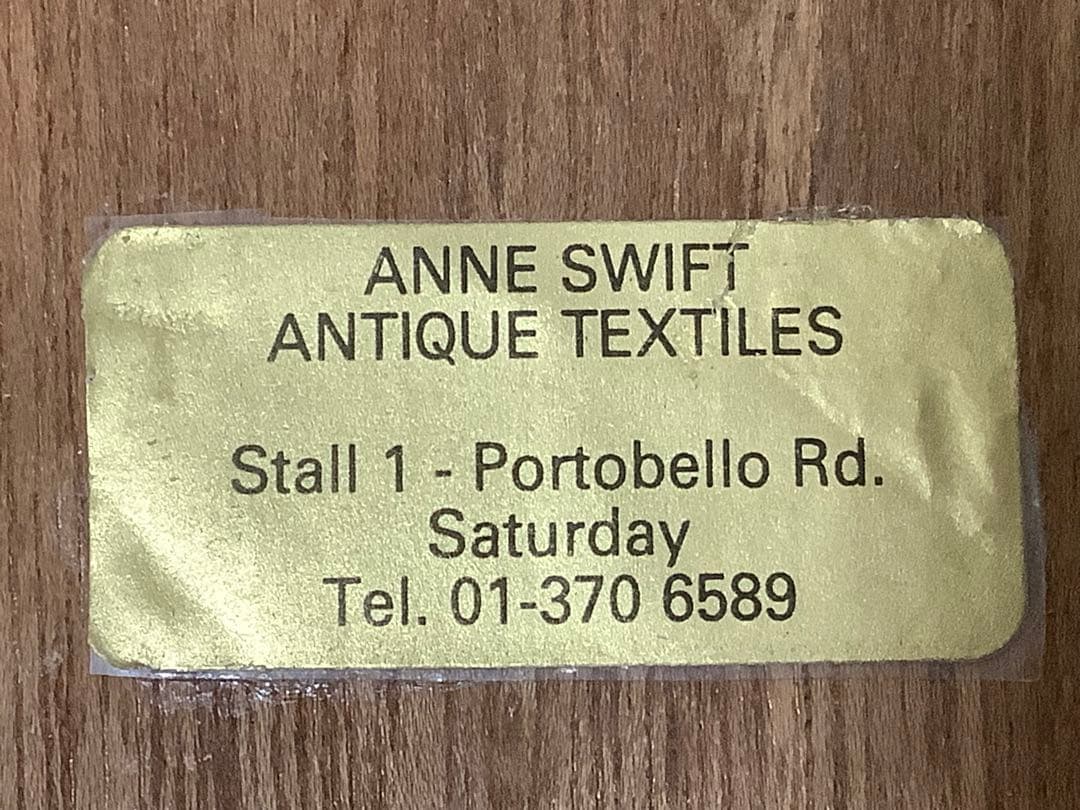 ANNE SWIFT
ANTIQUE TEXTILES
Stall 1 - Portobello Rd.
Saturday
Tel. 01-370 6589